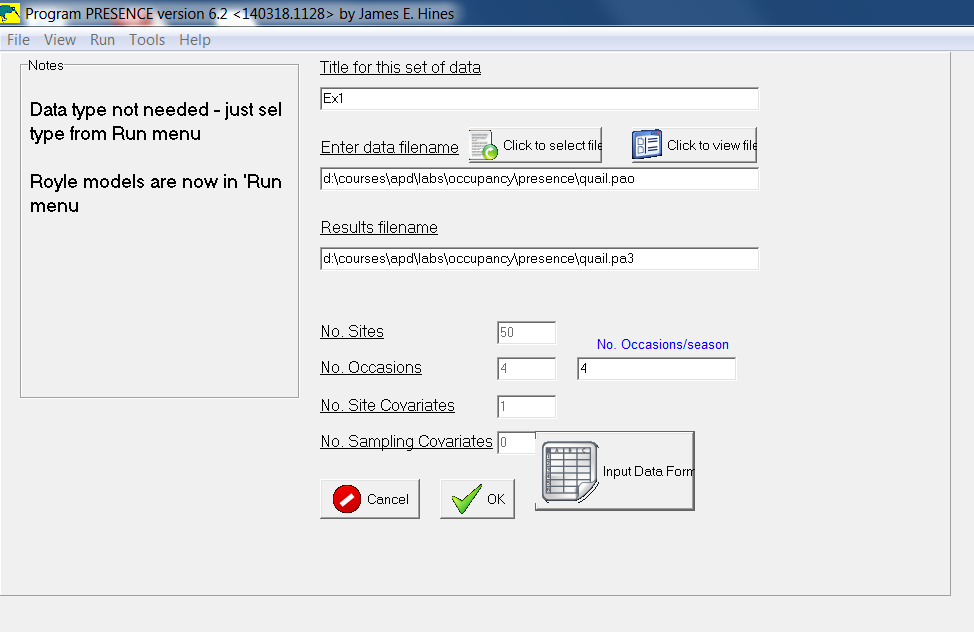 Program PRESENCE version 6.2 <140318.1128> by James E. Hines
File View Run Tools Help
Notes
Data type not needed - just sel
type from Run menu
Royle models are now in 'Run
menu
Title for this set of data
Ex1
Enter data filename
Click to select file
Click to view file
d:\courses\apd\labs\occupancy\presence\quail.pao
Results filename
d:\courses\apd\labs\occupancy\presence\quail.pa3
No. Sites
50
No. Occasions/season
No. Occasions
4
4
No. Site Covariates
1
No. Sampling Covariates
0
Input Data Form
Cancel
OK